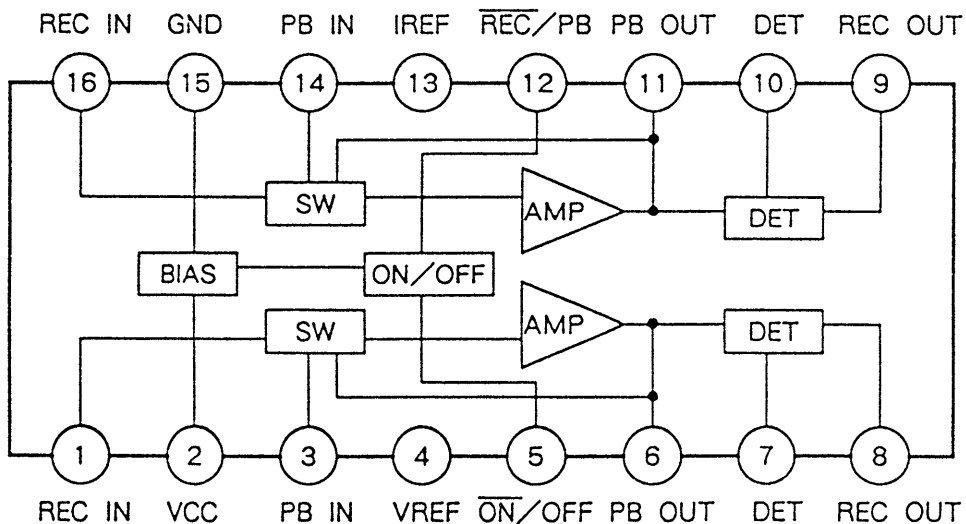 REC IN GND PB IN IREF R̅E̅C̅/PB PB OUT DET REC OUT
16 15 14 13 12 11 10 9
SW AMP DET
BIAS ON/OFF
SW AMP DET
1 2 3 4 5 6 7 8
REC IN VCC PB IN VREF O̅N̅/OFF PB OUT DET REC OUT